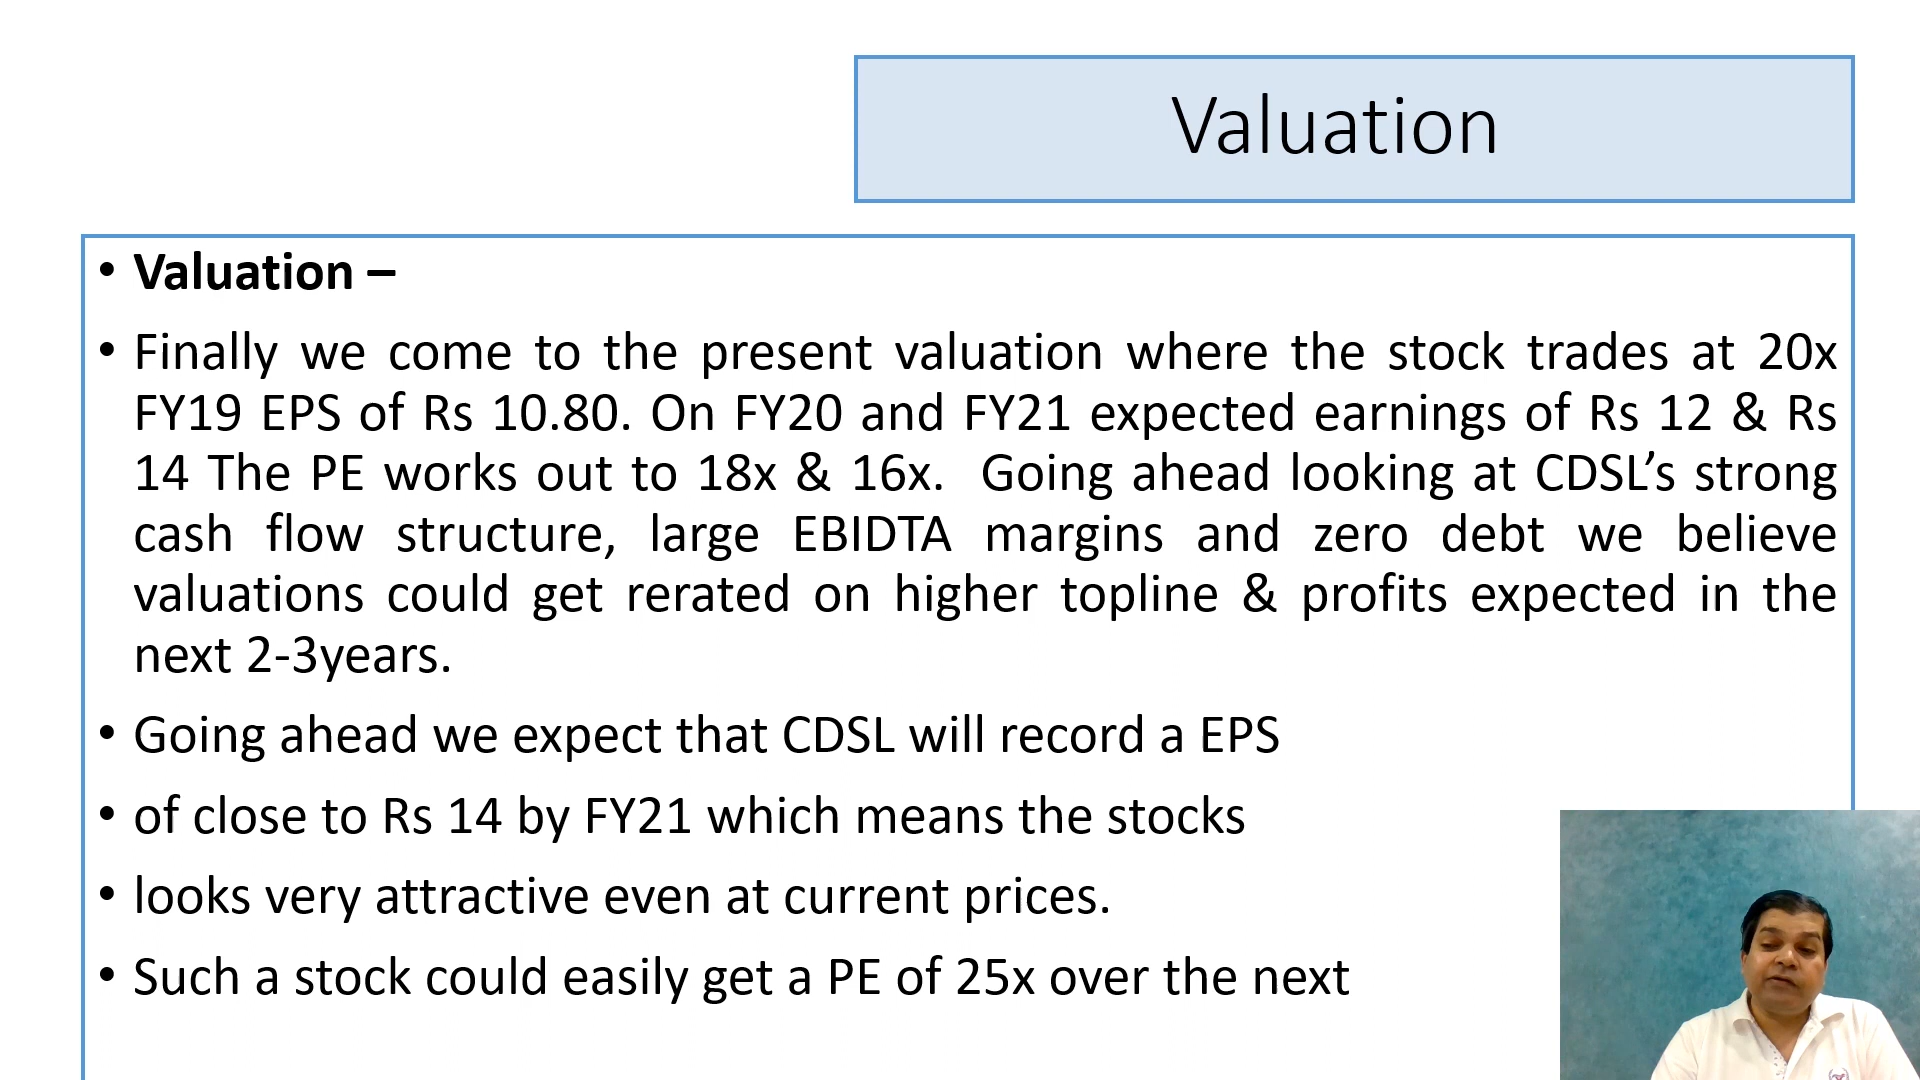 Valuation
• Valuation –
• Finally we come to the present valuation where the stock trades at 20x
FY19 EPS of Rs 10.80. On FY20 and FY21 expected earnings of Rs 12 & Rs
14 The PE works out to 18x & 16x. Going ahead looking at CDSL’s strong
cash flow structure, large EBIDTA margins and zero debt we believe
valuations could get rerated on higher topline & profits expected in the
next 2-3years.
• Going ahead we expect that CDSL will record a EPS
• of close to Rs 14 by FY21 which means the stocks
• looks very attractive even at current prices.
• Such a stock could easily get a PE of 25x over the next